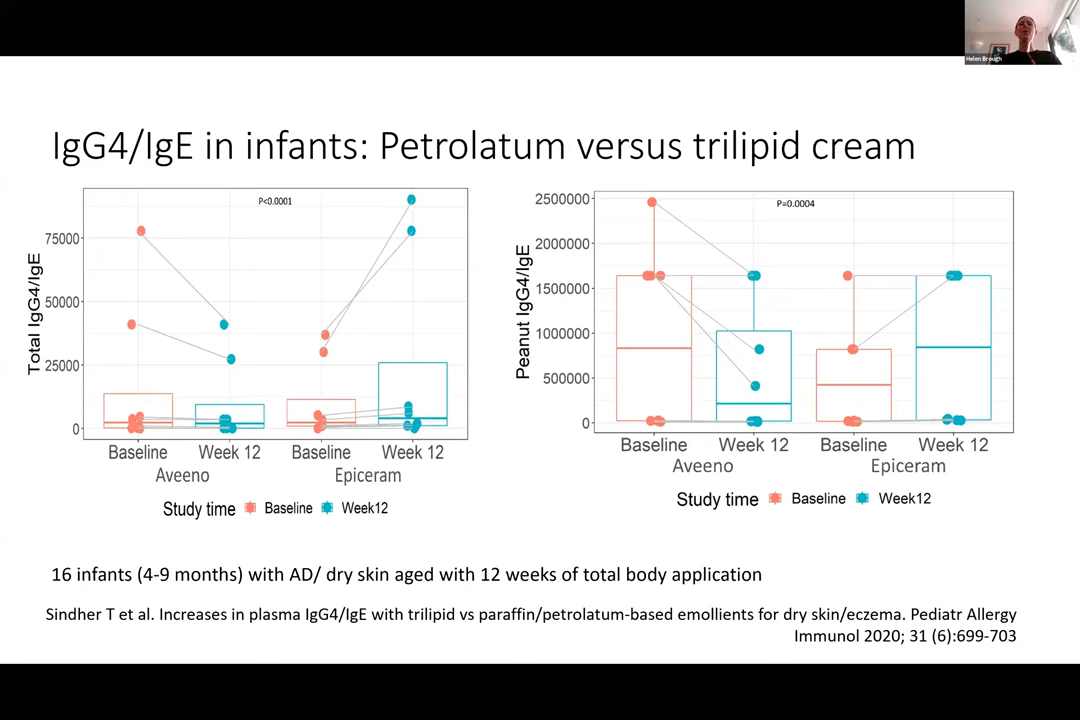 Helen Brough
IgG4/IgE in infants: Petrolatum versus trilipid cream
P<0.0001
Total IgG4/IgE
75000
50000
25000
0
Baseline Week 12 Baseline Week 12
Aveeno Epiceram
Study time Baseline Week12
P=0.0004
Peanut IgG4/IgE
2500000
2000000
1500000
1000000
500000
0
Baseline Week 12 Baseline Week 12
Aveeno Epiceram
Study time Baseline Week12
16 infants (4-9 months) with AD/ dry skin aged with 12 weeks of total body application
Sindher T et al. Increases in plasma IgG4/IgE with trilipid vs paraffin/petrolatum-based emollients for dry skin/eczema. Pediatr Allergy
Immunol 2020; 31 (6):699-703